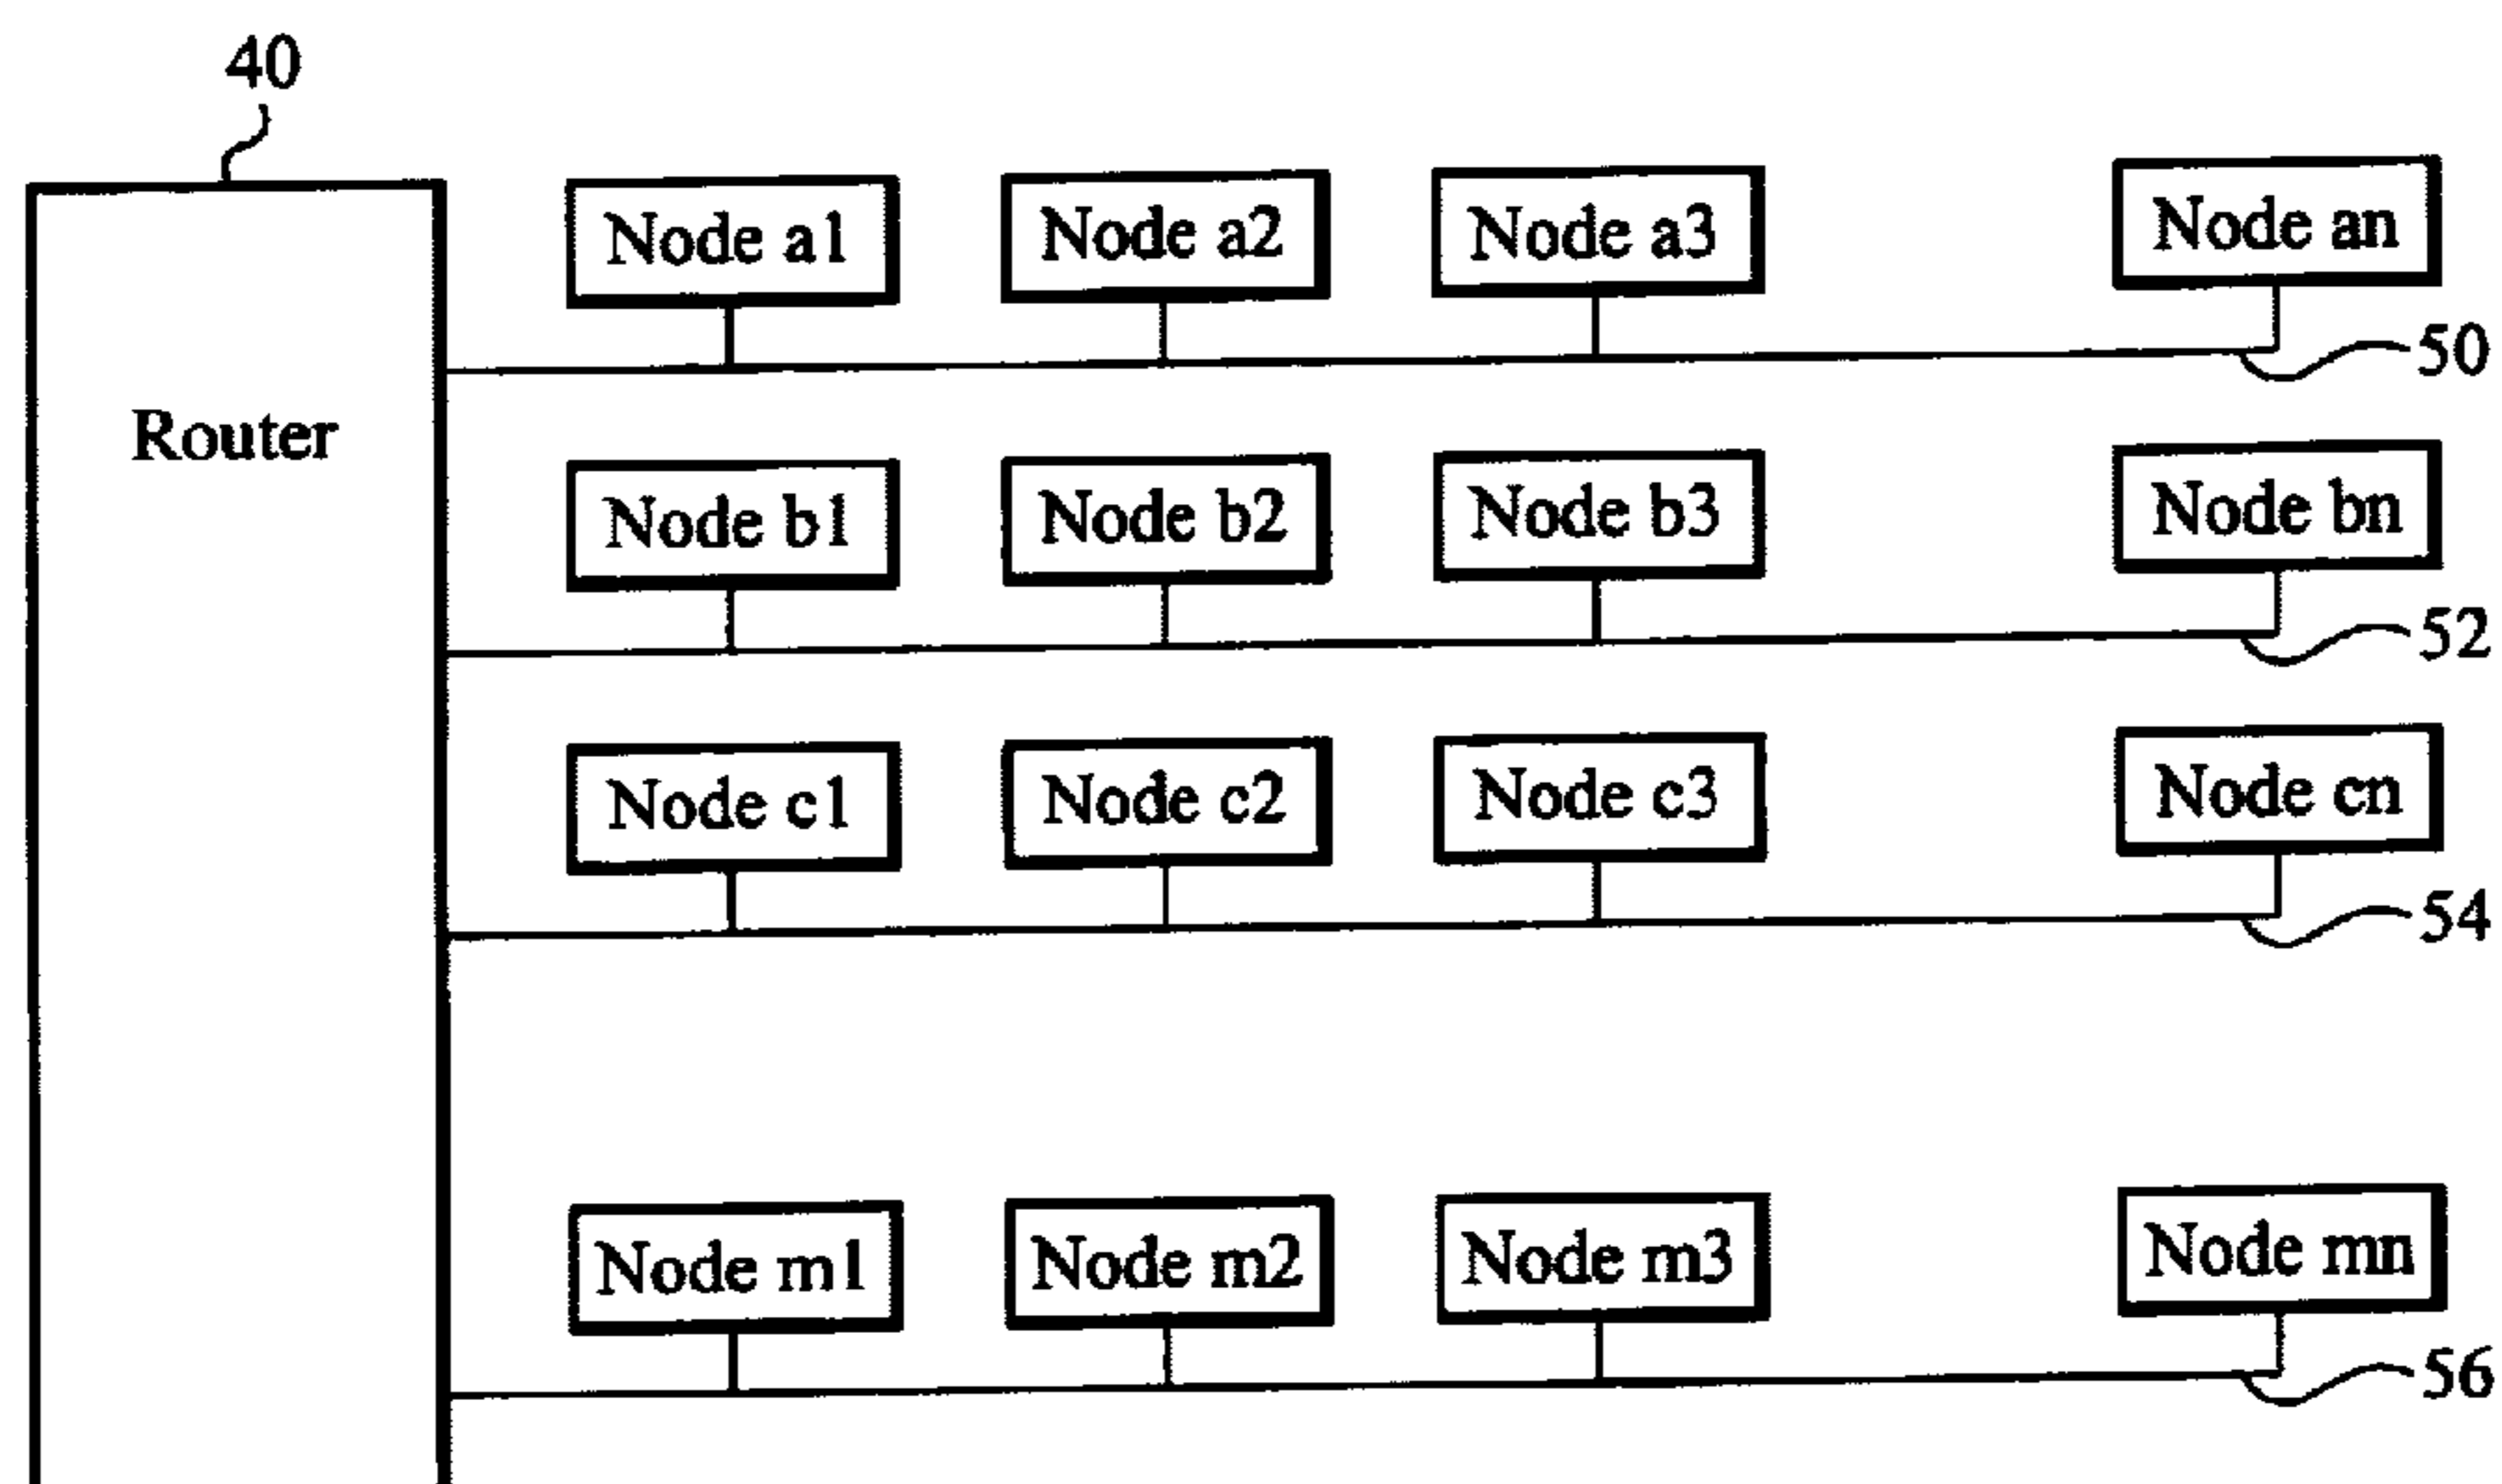 40
Node a1 Node a2 Node a3 Node an
50
Router
Node b1 Node b2 Node b3 Node bn
52
Node c1 Node c2 Node c3 Node cn
54
Node m1 Node m2 Node m3 Node mn
56